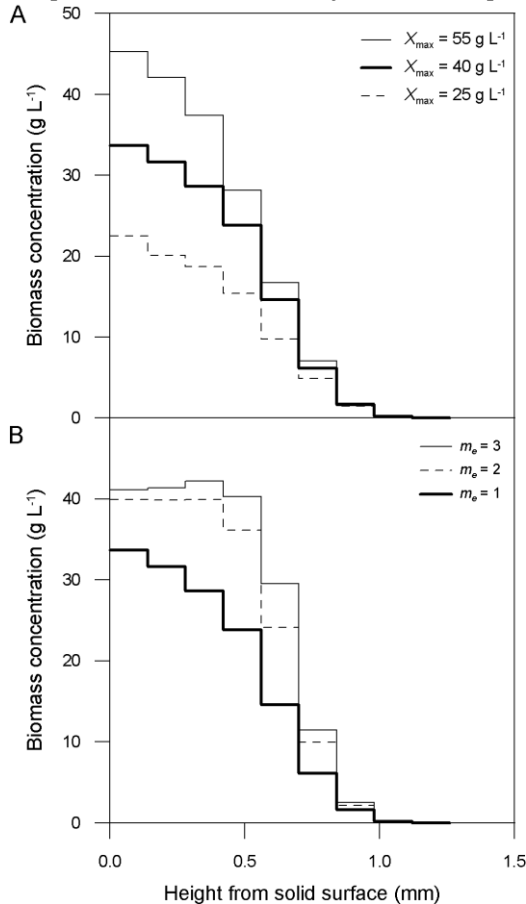 A
50
X_max = 55 g L⁻¹
X_max = 40 g L⁻¹
X_max = 25 g L⁻¹
40
30
20
10
0
Biomass concentration (g L⁻¹)
B
m_e = 3
m_e = 2
m_e = 1
40
30
20
10
0
Biomass concentration (g L⁻¹)
0.0 0.5 1.0 1.5
Height from solid surface (mm)